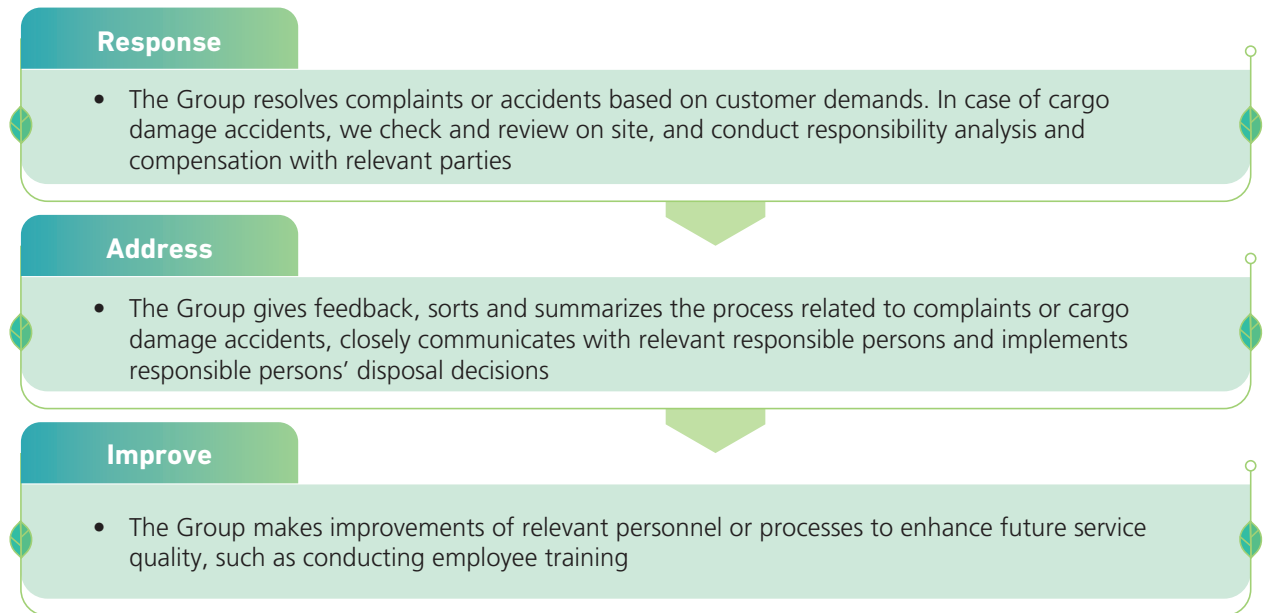 Response
• The Group resolves complaints or accidents based on customer demands. In case of cargo
damage accidents, we check and review on site, and conduct responsibility analysis and
compensation with relevant parties
Address
• The Group gives feedback, sorts and summarizes the process related to complaints or cargo
damage accidents, closely communicates with relevant responsible persons and implements
responsible persons’ disposal decisions
Improve
• The Group makes improvements of relevant personnel or processes to enhance future service
quality, such as conducting employee training